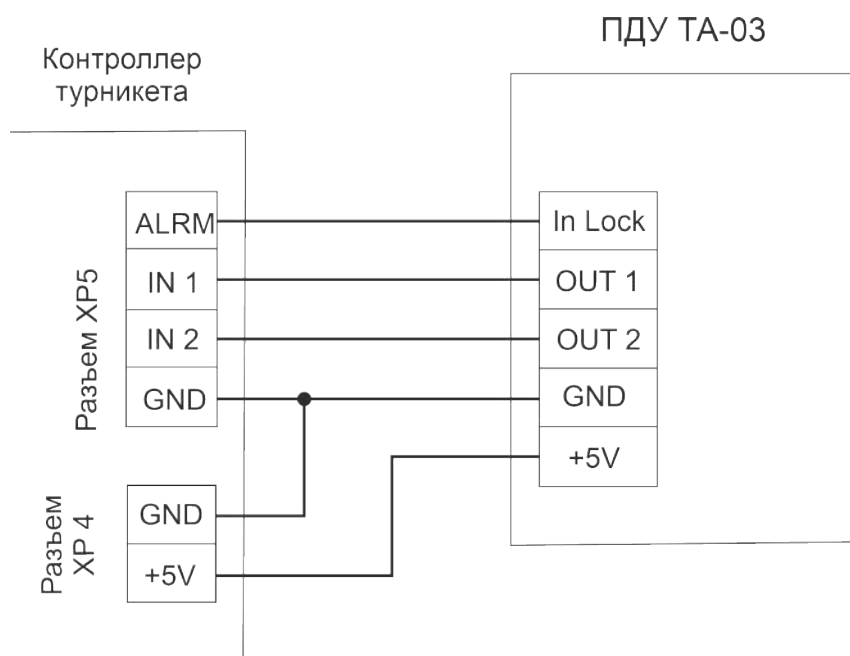 ПДУ ТА-03
Контроллер
турникета
Разъем XP5
ALRM
IN 1
IN 2
GND
Разъем
XP 4
GND
+5V
In Lock
OUT 1
OUT 2
GND
+5V